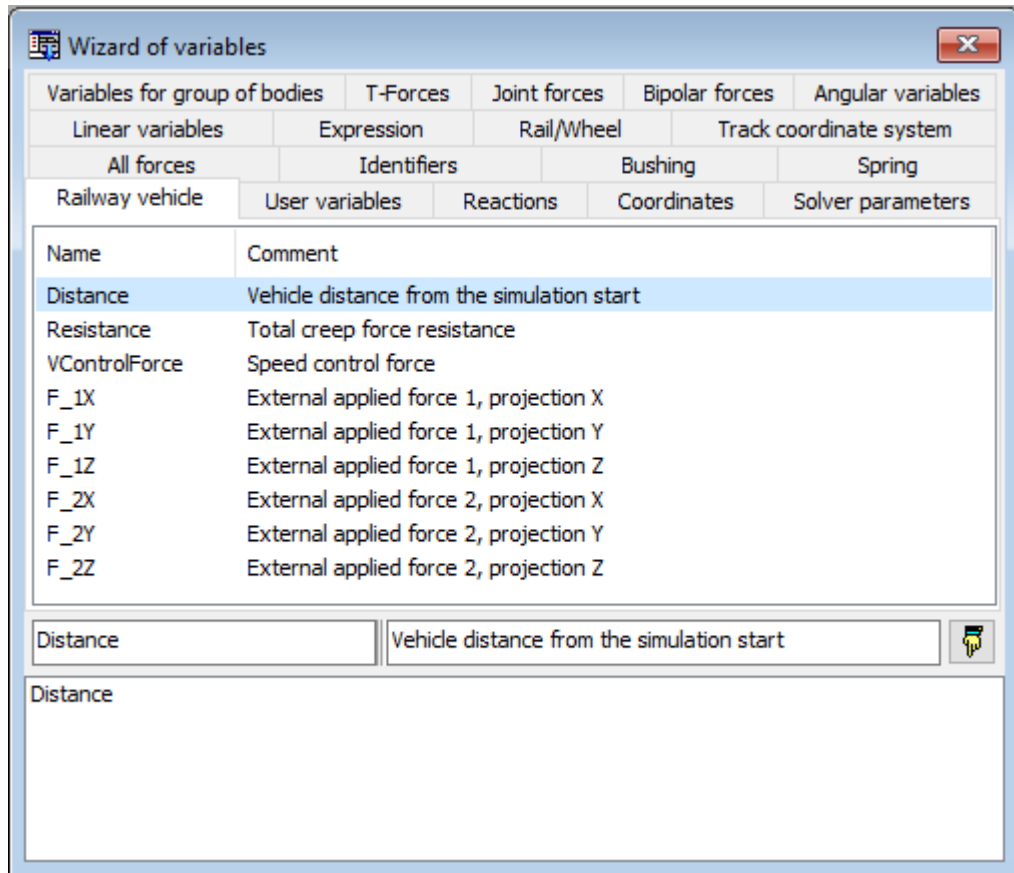 Wizard of variables
Variables for group of bodies T-Forces Joint forces Bipolar forces Angular variables
Linear variables Expression Rail/Wheel Track coordinate system
All forces Identifiers Bushing Spring
Railway vehicle User variables Reactions Coordinates Solver parameters
Name Comment
Distance Vehicle distance from the simulation start
Resistance Total creep force resistance
VControlForce Speed control force
F_1X External applied force 1, projection X
F_1Y External applied force 1, projection Y
F_1Z External applied force 1, projection Z
F_2X External applied force 2, projection X
F_2Y External applied force 2, projection Y
F_2Z External applied force 2, projection Z
Distance Vehicle distance from the simulation start
Distance